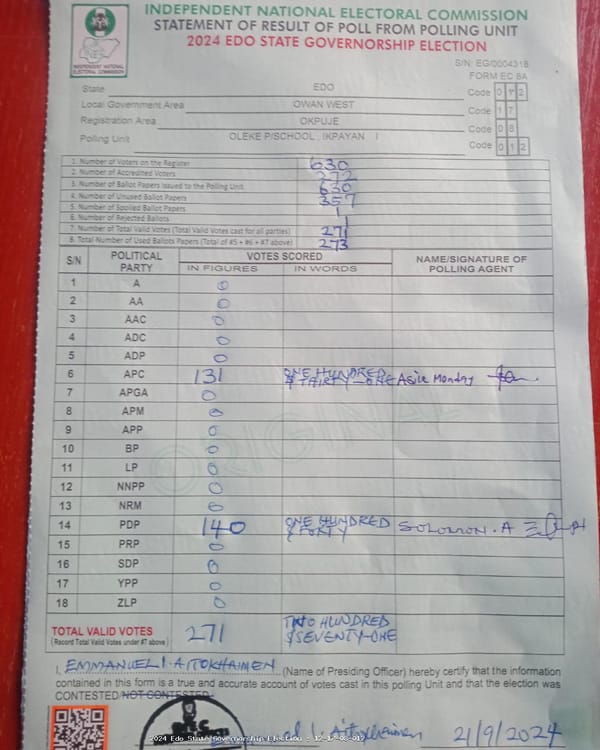 INDEPENDENT NATIONAL ELECTORAL COMMISSION
STATEMENT OF RESULT OF POLL FROM POLLING UNIT
2024 EDO STATE GOVERNORSHIP ELECTION
INEC
INDEPENDENT NATIONAL ELECTORAL COMMISSION
S/N: EG/0004318
FORM EC 8A
State EDO Code 0 1 2
Local Government Area OWAN WEST Code 1 7
Registration Area OKPUJE Code 0 8
Polling Unit OLEKE P/SCHOOL , IKPAYAN I Code 0 1 2
1. Number of Voters on the Register 630
2. Number of Accredited Voters 272
3. Number of Ballot Papers Issued to the Polling Unit 630
4. Number of Unused Ballot Papers 357
5. Number of Spoiled Ballot Papers 1
6. Number of Rejected Ballots 1
7. Number of Total Valid Votes (Total Valid Votes cast for all parties) 271
8. Total Number of Used Ballots Papers (Total of #5 + #6 + #7 above) 273
S/N POLITICAL PARTY VOTES SCORED NAME/SIGNATURE OF POLLING AGENT
IN FIGURES IN WORDS
1 A 0
2 AA 0
3 AAC 0
4 ADC 0
5 ADP 0
6 APC 131 ONE HUNDRED & THIRTY-ONE Asie Monday
7 APGA 0
8 APM 0
9 APP 0
10 BP 0
11 LP 0
12 NNPP 0
13 NRM 0
14 PDP 140 ONE HUNDRED & FORTY SOLOMON. A
15 PRP 0
16 SDP 0
17 YPP 0
18 ZLP 0
ORIGINAL
TOTAL VALID VOTES 271 TWO HUNDRED & SEVENTY-ONE
(Record Total Valid Votes under #7 above)
I, EMMANUEL I. AITOKHAIMEN (Name of Presiding Officer) hereby certify that the information
contained in this form is a true and accurate account of votes cast in this polling Unit and that the election was
CONTESTED/NOT CONTESTED.
21/9/2024
2024 Edo State Governorship Election - 12-17-08-012